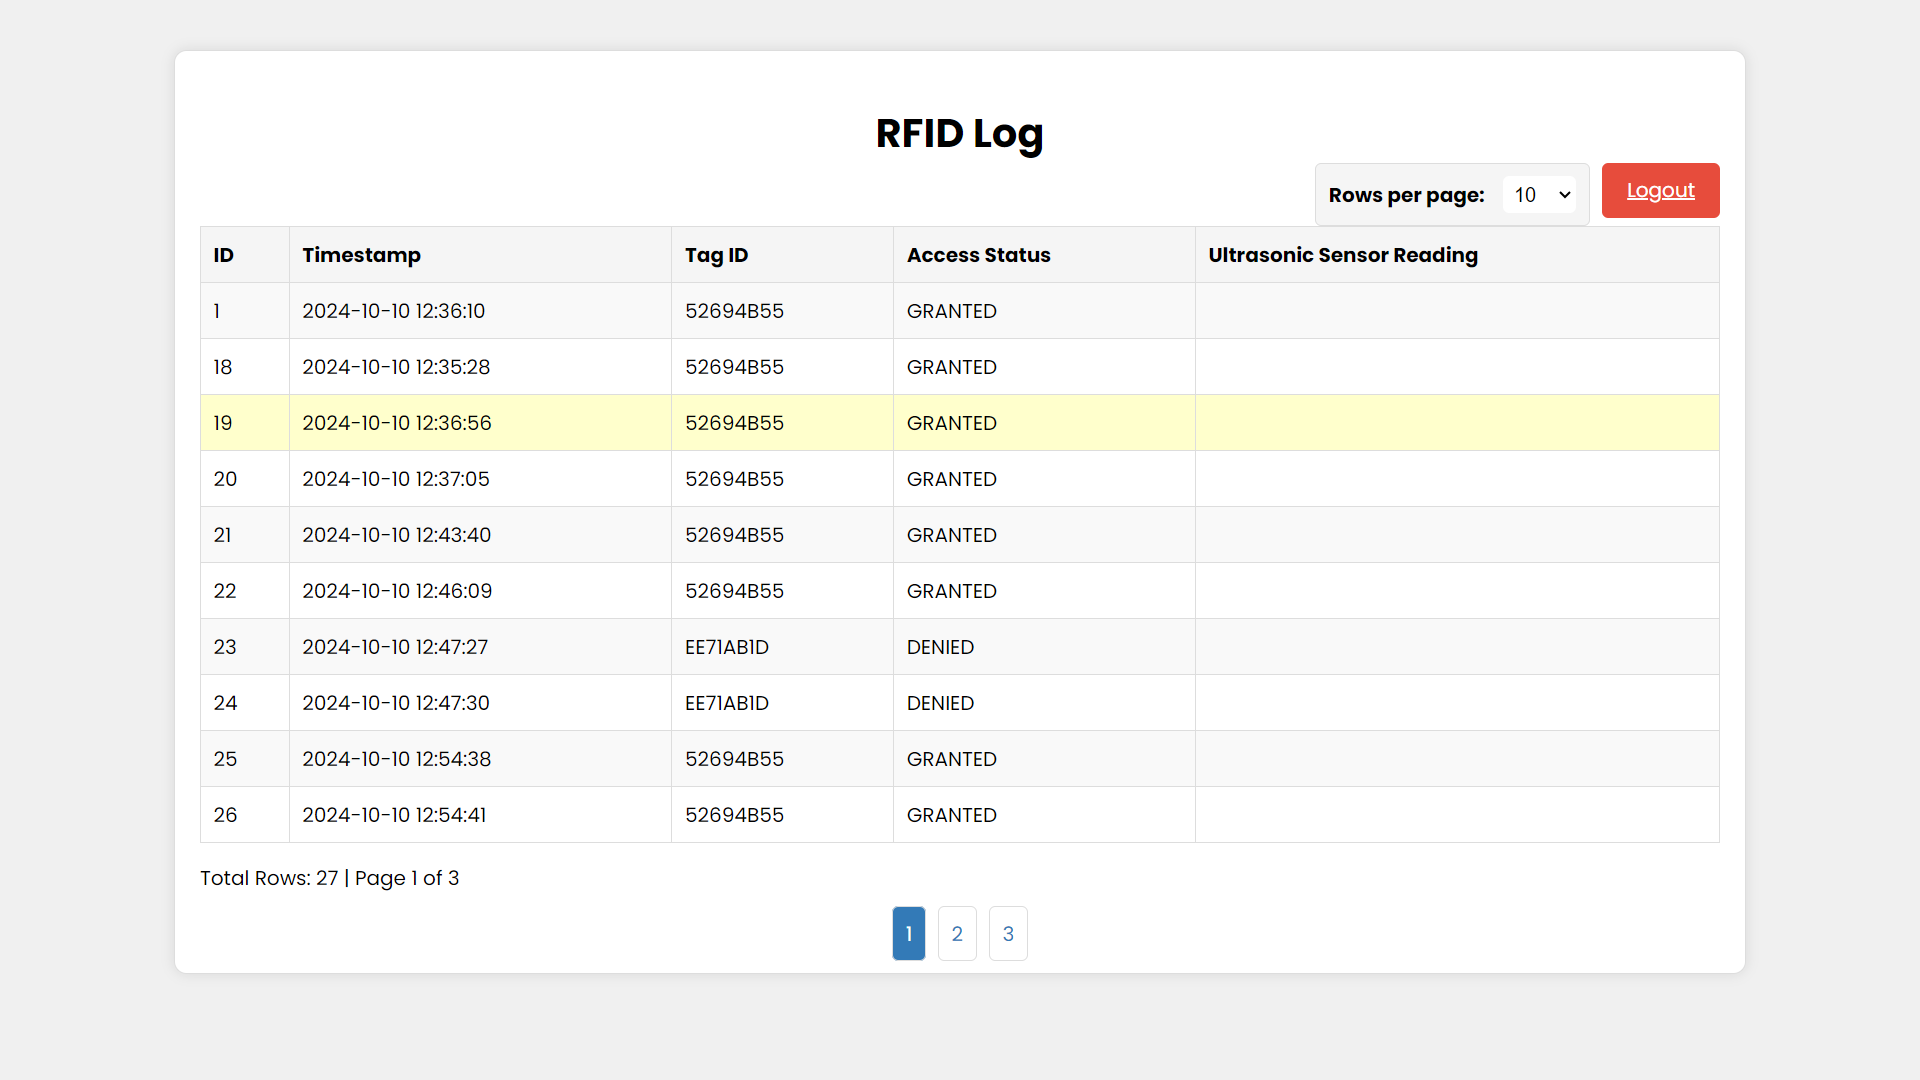 RFID Log
Rows per page: 10 Logout
ID Timestamp Tag ID Access Status Ultrasonic Sensor Reading
1 2024-10-10 12:36:10 52694B55 GRANTED
18 2024-10-10 12:35:28 52694B55 GRANTED
19 2024-10-10 12:36:56 52694B55 GRANTED
20 2024-10-10 12:37:05 52694B55 GRANTED
21 2024-10-10 12:43:40 52694B55 GRANTED
22 2024-10-10 12:46:09 52694B55 GRANTED
23 2024-10-10 12:47:27 EE71AB1D DENIED
24 2024-10-10 12:47:30 EE71AB1D DENIED
25 2024-10-10 12:54:38 52694B55 GRANTED
26 2024-10-10 12:54:41 52694B55 GRANTED
Total Rows: 27 | Page 1 of 3
1 2 3